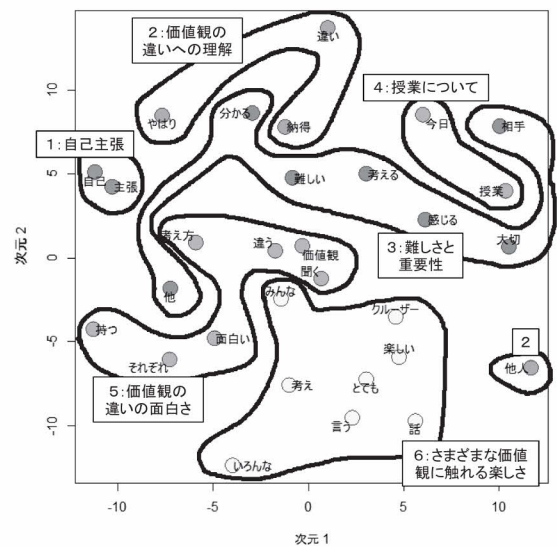 2:価値観の
違いへの理解
違い
4:授業について
やはり
分かる
納得
今日
相手
1:自己主張
自己
主張
難しい
考える
授業
感じる
大切
考え方
違う
価値観
聞く
3:難しさと
重要性
他
みんな
持つ
クルーザー
面白い
それぞれ
楽しい
2
他人
5:価値観の
違いの面白さ
考え
とても
言う
話
いろんな
6:さまざまな価値
観に触れる楽しさ
次元 2
10
5
0
-5
-10
-10
-5
0
5
10
次元 1